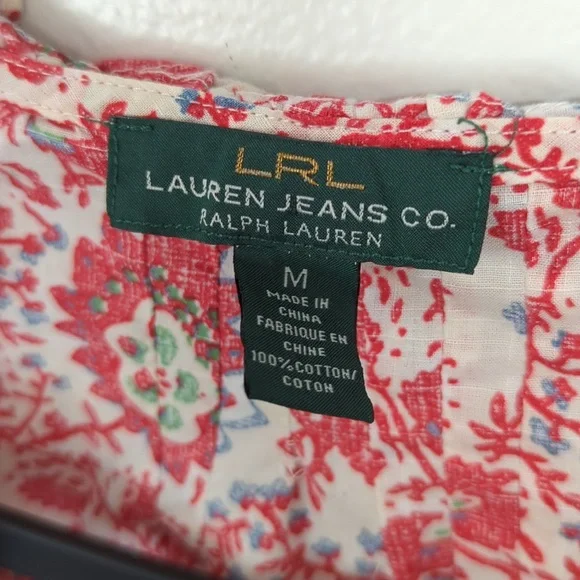 LRL
LAUREN JEANS CO.
RALPH LAUREN
M
MADE IN
CHINA
FABRIQUE EN
CHINE
100% COTTON/
COTON